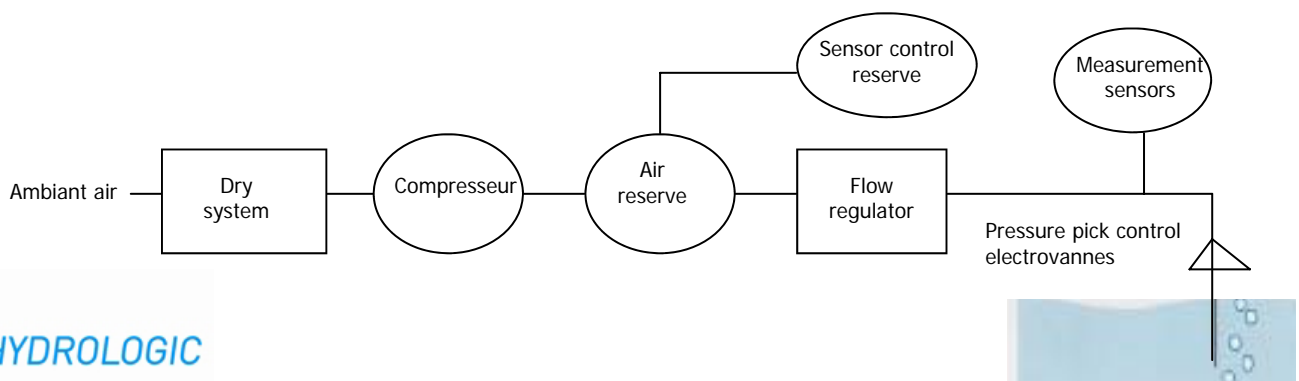 Sensor control
reserve
Measurement
sensors
Ambiant air
Dry
system
Compresseur
Air
reserve
Flow
regulator
Pressure pick control
electrovannes
HYDROLOGIC